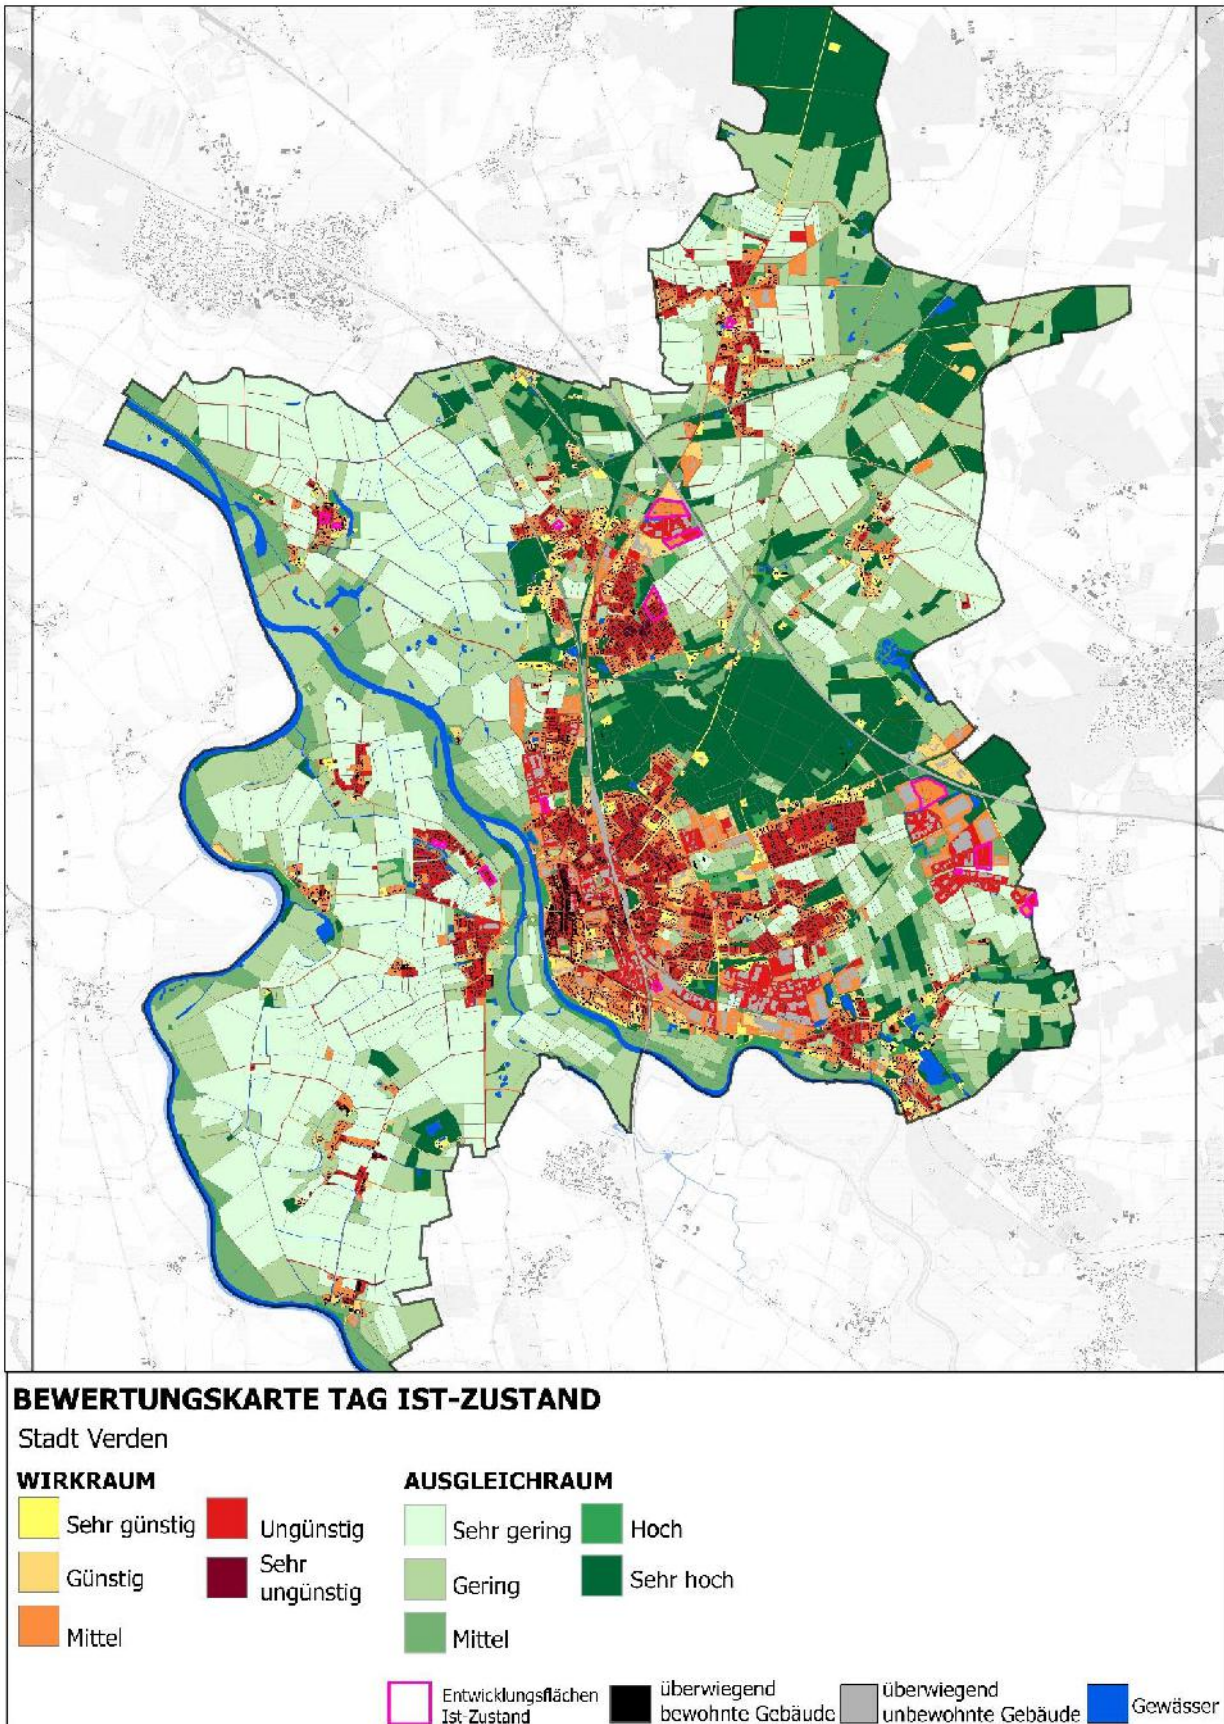 BEWERTUNGSKARTE TAG IST-ZUSTAND
Stadt Verden
WIRKRAUM
Sehr günstig
Ungünstig
Günstig
Sehr
ungünstig
Mittel
AUSGLEICHRAUM
Sehr gering
Hoch
Gering
Sehr hoch
Mittel
Entwicklungsflächen
Ist-Zustand
überwiegend
bewohnte Gebäude
überwiegend
unbewohnte Gebäude
Gewässer